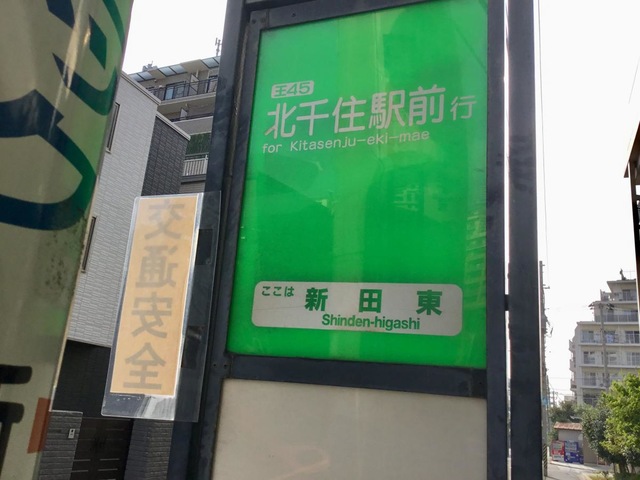 王45
北千住駅前行
for Kitasenju-eki-mae
ここは 新田東
Shinden-higashi
交通安全